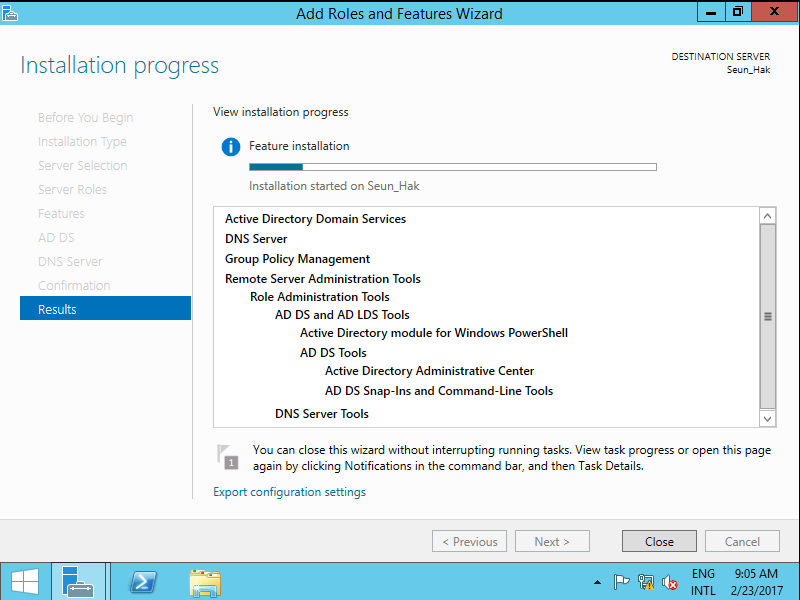 Add Roles and Features Wizard
Installation progress
DESTINATION SERVER
Seun_Hak
Before You Begin
Installation Type
Server Selection
Server Roles
Features
AD DS
DNS Server
Confirmation
Results
View installation progress
Feature installation
Installation started on Seun_Hak
Active Directory Domain Services
DNS Server
Group Policy Management
Remote Server Administration Tools
Role Administration Tools
AD DS and AD LDS Tools
Active Directory module for Windows PowerShell
AD DS Tools
Active Directory Administrative Center
AD DS Snap-Ins and Command-Line Tools
DNS Server Tools
1
You can close this wizard without interrupting running tasks. View task progress or open this page
again by clicking Notifications in the command bar, and then Task Details.
Export configuration settings
< Previous
Next >
Close
Cancel
ENG
INTL
9:05 AM
2/23/2017